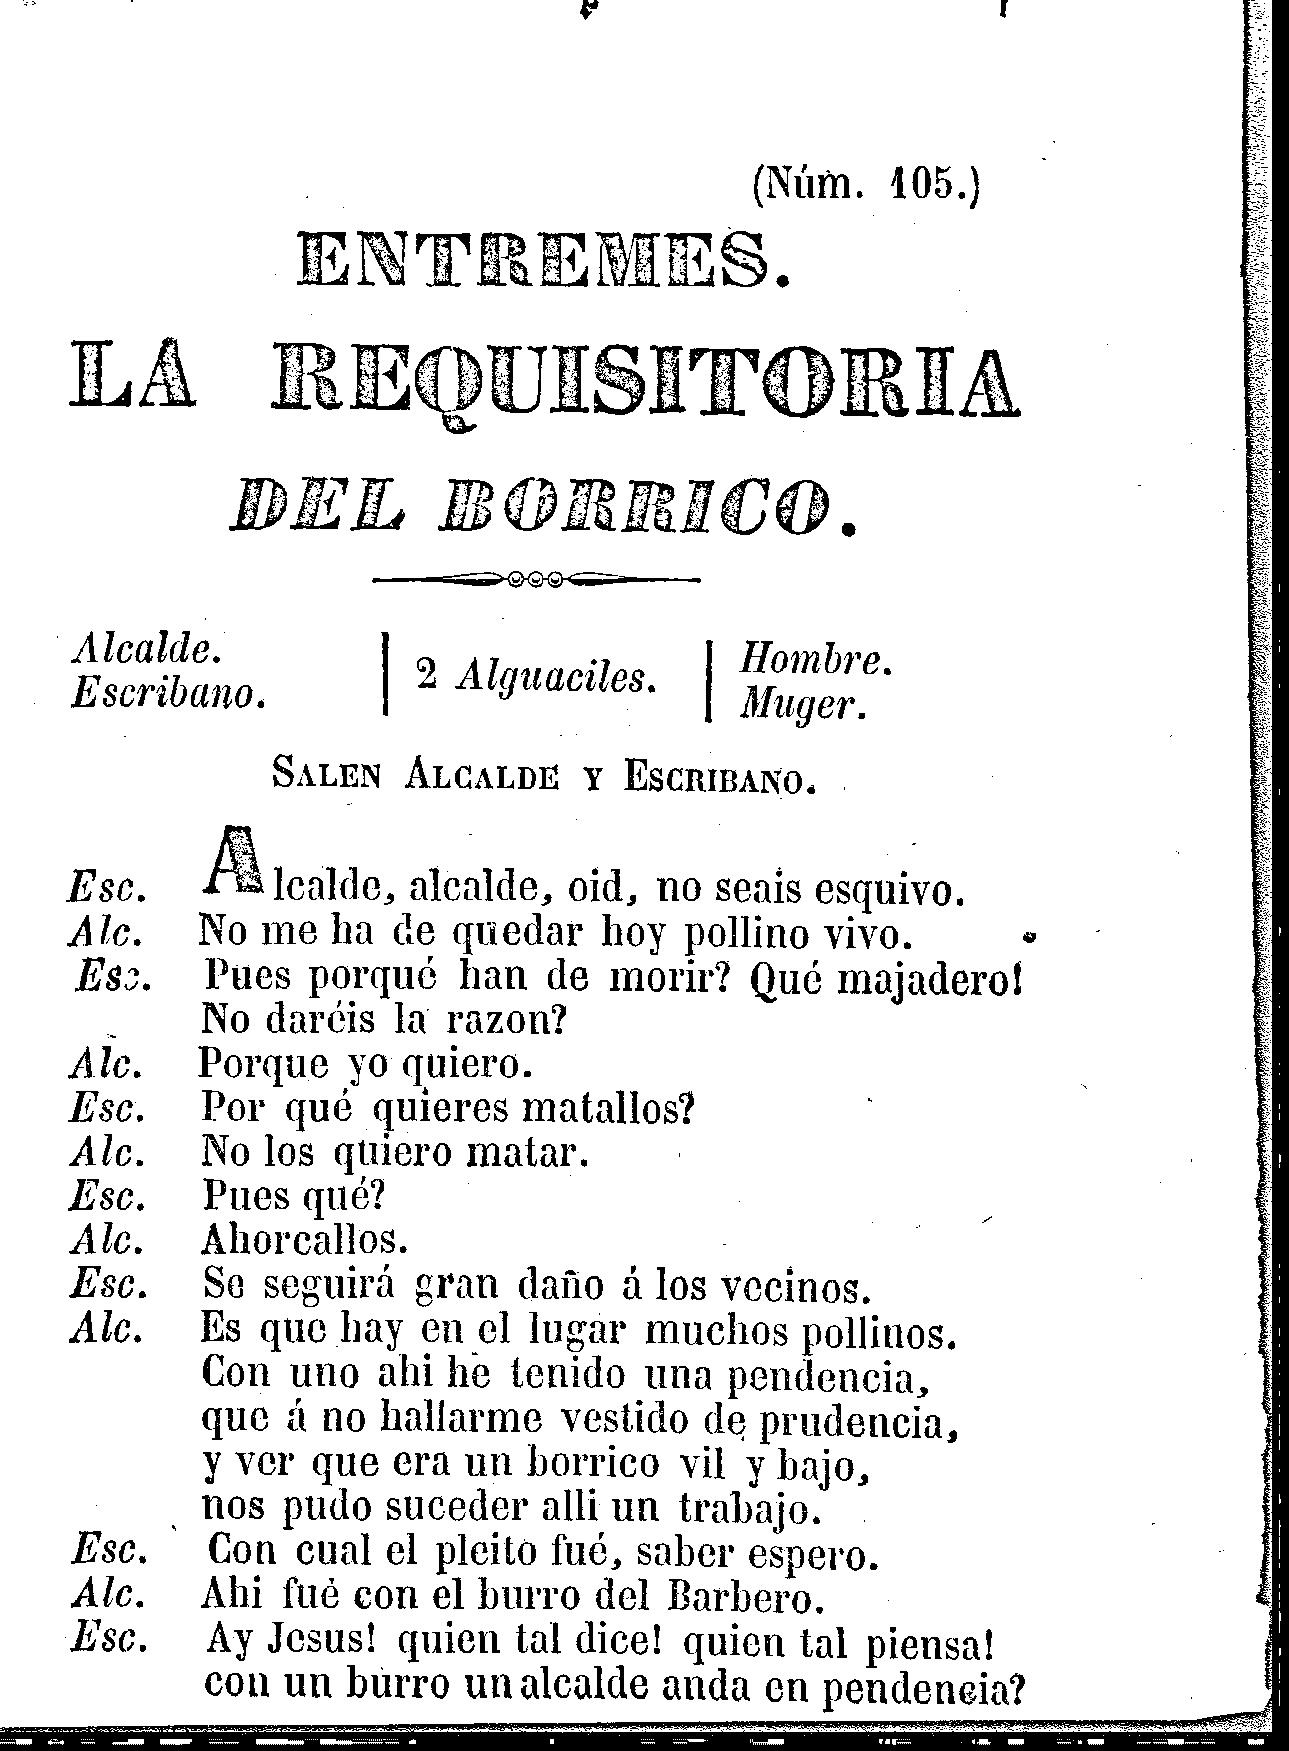 (Núm. 105.)
ENTREMES.
LA REQUISITORIA
DEL BORRICO.
Alcalde.
Escribano.
2 Alguaciles.
Hombre.
Muger.
SALEN ALCALDE Y ESCRIBANO.
Esc. Alcalde, alcalde, oid, no seais esquivo.
Alc. No me ha de quedar hoy pollino vivo.
Esc. Pues porqué han de morir? Qué majadero!
No daréis la razon?
Alc. Porque yo quiero.
Esc. Por qué quieres matallos?
Alc. No los quiero matar.
Esc. Pues qué?
Alc. Ahorcallos.
Esc. Se seguirá gran daño á los vecinos.
Alc. Es que hay en el lugar muchos pollinos.
Con uno ahi he tenido una pendencia,
que á no hallarme vestido de prudencia,
y ver que era un borrico vil y bajo,
nos pudo suceder alli un trabajo.
Esc. Con cual el pleito fué, saber espero.
Alc. Ahi fué con el burro del Barbero.
Esc. Ay Jesus! quien tal dice! quien tal piensa!
con un burro un alcalde anda en pendencia?